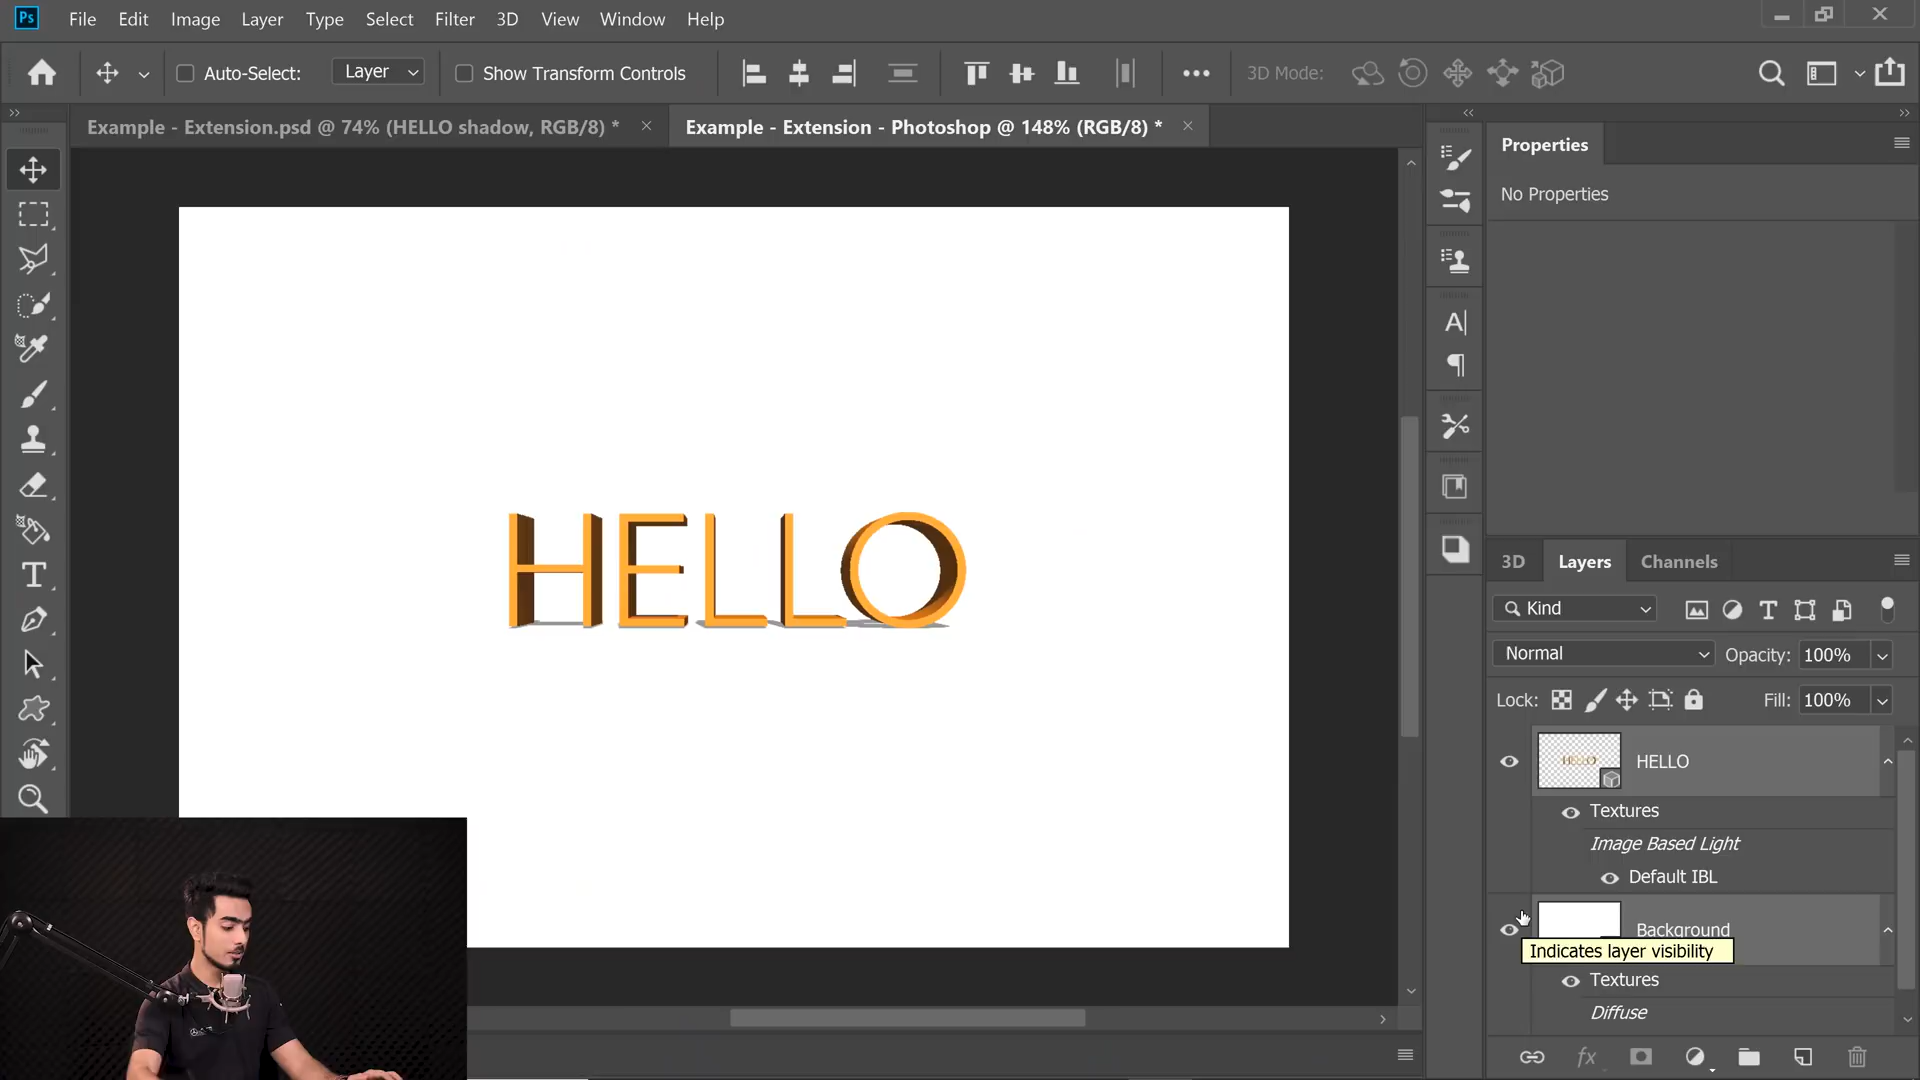 Ps File Edit Image Layer Type Select Filter 3D View Window Help
Auto-Select: Layer Show Transform Controls 3D Mode:
Example - Extension.psd @ 74% (HELLO shadow, RGB/8) * Example - Extension - Photoshop @ 148% (RGB/8) *
Properties
No Properties
HELLO
3D Layers Channels
Kind
Normal Opacity: 100%
Lock: Fill: 100%
HELLO HELLO
Textures
Image Based Light
Default IBL
Background
Indicates layer visibility
Textures
Diffuse
fx